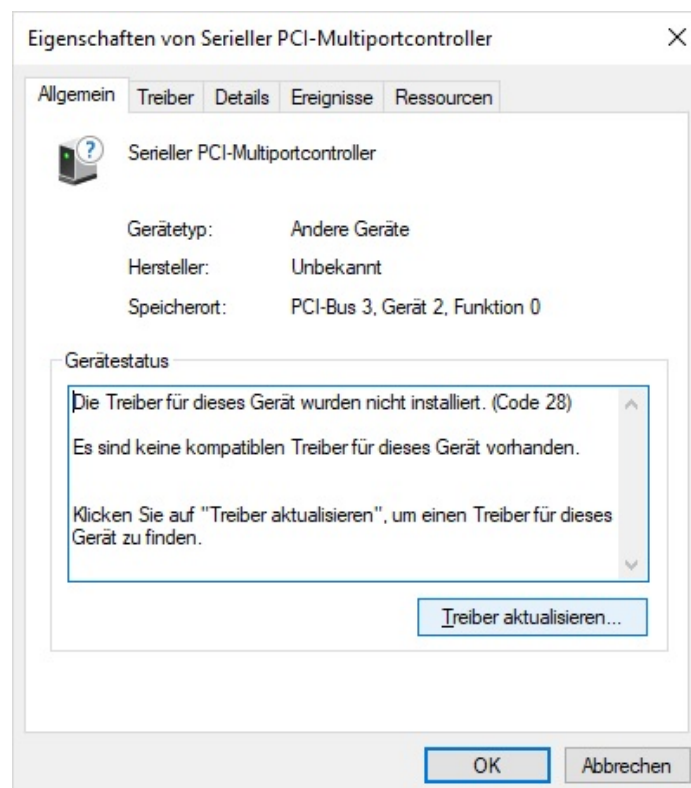 Eigenschaften von Serieller PCI-Multiportcontroller
Allgemein Treiber Details Ereignisse Ressourcen
Serieller PCI-Multiportcontroller
Gerätetyp: Andere Geräte
Hersteller: Unbekannt
Speicherort: PCI-Bus 3, Gerät 2, Funktion 0
Gerätestatus
Die Treiber für dieses Gerät wurden nicht installiert. (Code 28)
Es sind keine kompatiblen Treiber für dieses Gerät vorhanden.
Klicken Sie auf "Treiber aktualisieren", um einen Treiber für dieses
Gerät zu finden.
Treiber aktualisieren...
OK Abbrechen